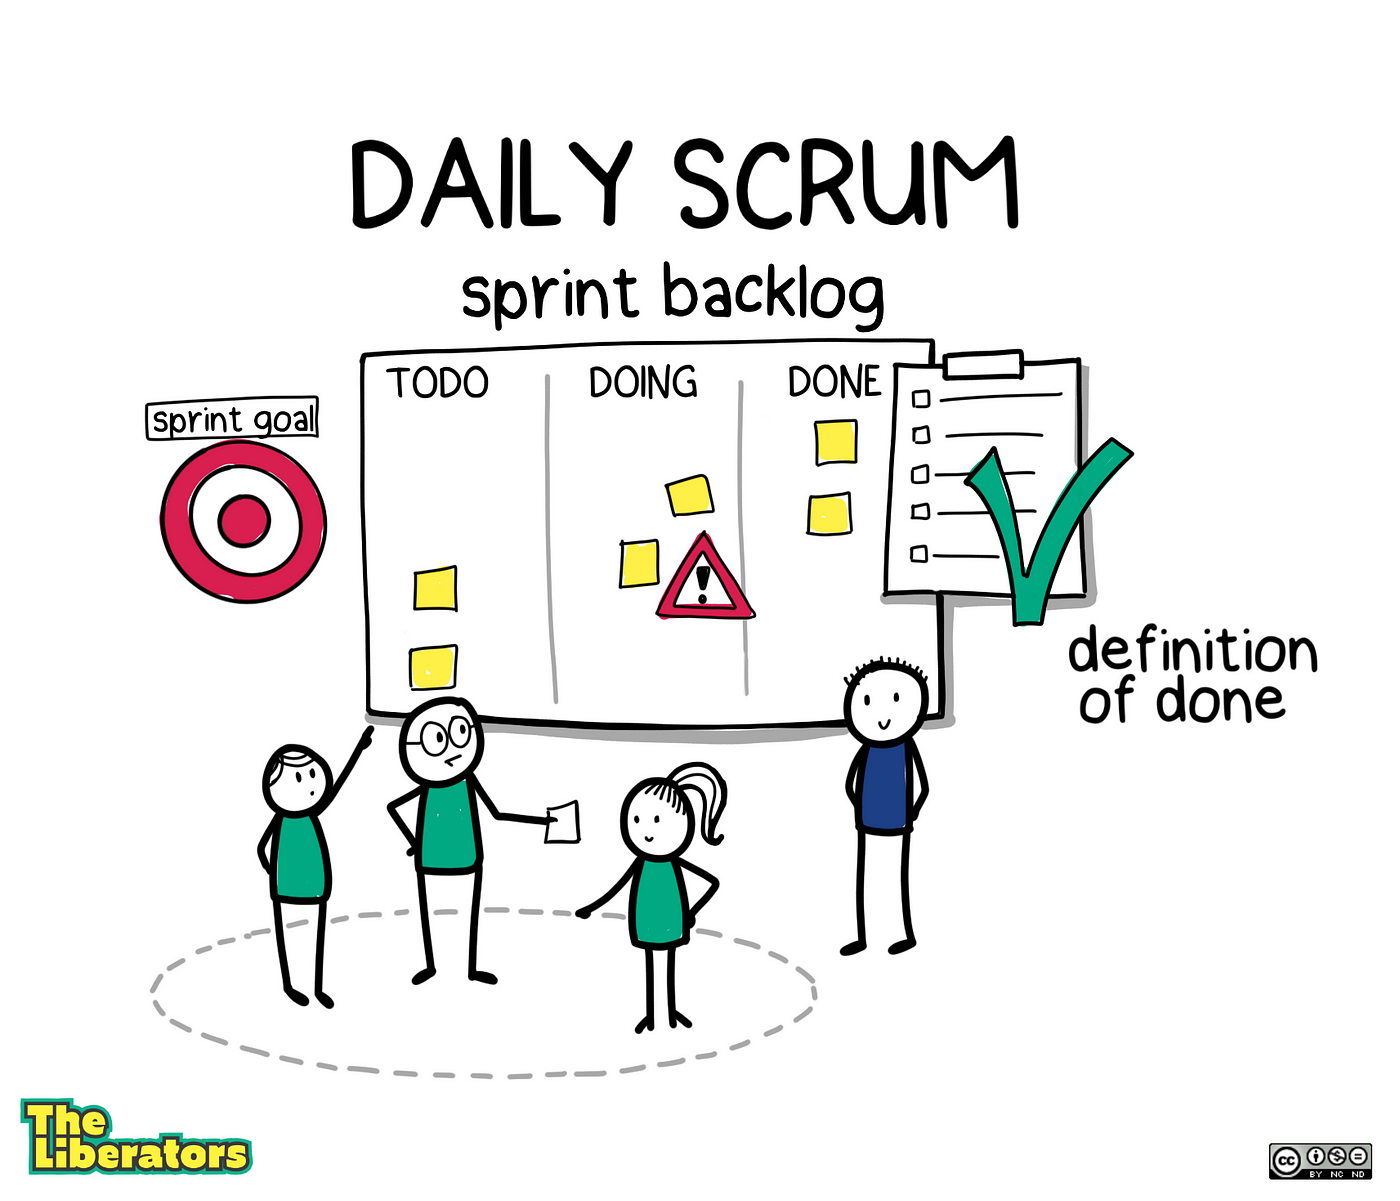 DAILY SCRUM
sprint backlog
TODO DOING DONE
sprint goal
!
definition
of done
The
Liberators
cc
BY NC ND